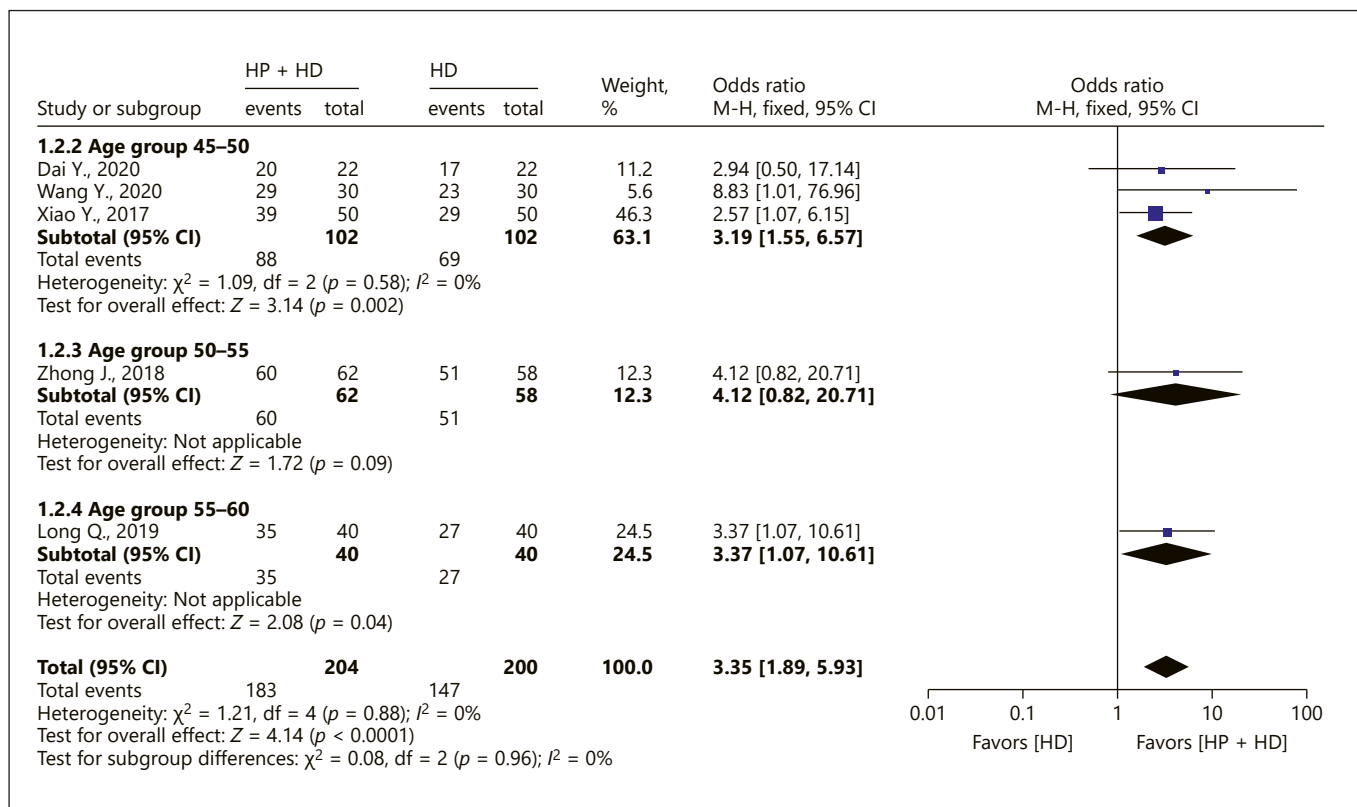 HP + HD HD Weight, Odds ratio Odds ratio
Study or subgroup events total events total % M-H, fixed, 95% CI M-H, fixed, 95% CI
1.2.2 Age group 45–50
Dai Y., 2020 20 22 17 22 11.2 2.94 [0.50, 17.14]
Wang Y., 2020 29 30 23 30 5.6 8.83 [1.01, 76.96]
Xiao Y., 2017 39 50 29 50 46.3 2.57 [1.07, 6.15]
Subtotal (95% CI) 102 102 63.1 3.19 [1.55, 6.57]
Total events 88 69
Heterogeneity: χ² = 1.09, df = 2 (p = 0.58); I² = 0%
Test for overall effect: Z = 3.14 (p = 0.002)
1.2.3 Age group 50–55
Zhong J., 2018 60 62 51 58 12.3 4.12 [0.82, 20.71]
Subtotal (95% CI) 62 58 12.3 4.12 [0.82, 20.71]
Total events 60 51
Heterogeneity: Not applicable
Test for overall effect: Z = 1.72 (p = 0.09)
1.2.4 Age group 55–60
Long Q., 2019 35 40 27 40 24.5 3.37 [1.07, 10.61]
Subtotal (95% CI) 40 40 24.5 3.37 [1.07, 10.61]
Total events 35 27
Heterogeneity: Not applicable
Test for overall effect: Z = 2.08 (p = 0.04)
Total (95% CI) 204 200 100.0 3.35 [1.89, 5.93]
Total events 183 147
Heterogeneity: χ² = 1.21, df = 4 (p = 0.88); I² = 0%
Test for overall effect: Z = 4.14 (p < 0.0001)
Test for subgroup differences: χ² = 0.08, df = 2 (p = 0.96); I² = 0%
0.01 0.1 1 10 100
Favors [HD] Favors [HP + HD]